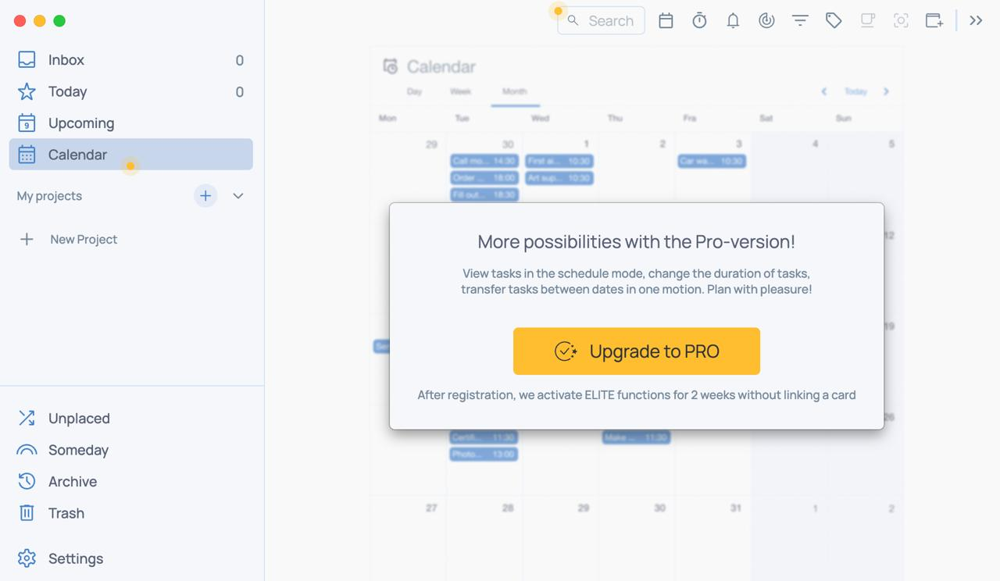 Inbox 0
Today 0
9 Upcoming
Calendar
My projects
New Project
Unplaced
Someday
Archive
Trash
Settings
Search
Calendar
Day Week Month Today
Mon Tue Wed Thu Fra Sat Sun
29 30 1 2 3 4 5
Call mo... 14:30 First ai... 10:30 Car wa... 10:30
Order ... 18:00 Art sup... 10:30
Fill out... 18:30
12
More possibilities with the Pro-version!
View tasks in the schedule mode, change the duration of tasks,
transfer tasks between dates in one motion. Plan with pleasure!
19
Upgrade to PRO
After registration, we activate ELITE functions for 2 weeks without linking a card
26
Certifi... 11:30 Make ... 11:30
Photo... 13:00
27 28 29 30 31 1 2